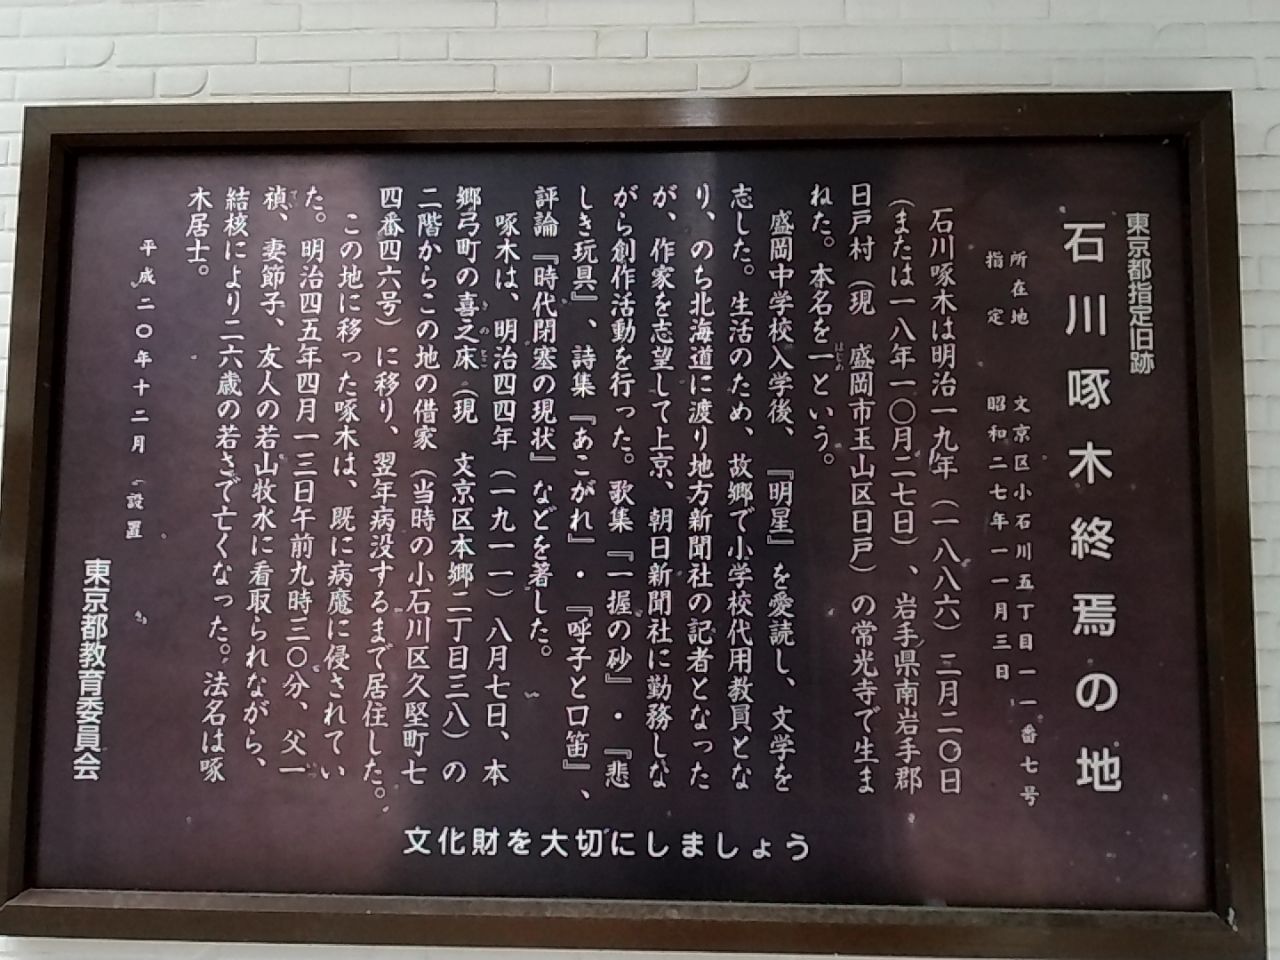 東京都指定旧跡
石川啄木終焉の地
所在地　文京区小石川五丁目一一番七号
指定　昭和二七年一一月三日
石川啄木は明治一九年（一八八六）二月二〇日
（または一八年一〇月二七日）、岩手県南岩手郡
日戸村（現　盛岡市玉山区日戸）の常光寺で生ま
ねた。本名を一という。
盛岡中学校入学後、『明星』を愛読し、文学を
志した。生活のため、故郷で小学校代用教員とな
り、のち北海道に渡り地方新聞社の記者となった
が、作家を志望して上京、朝日新聞社に勤務しな
がら創作活動を行った。歌集『一握の砂』・『悲
しき玩具』、詩集『あこがれ』・『呼子と口笛』、
評論『時代閉塞の現状』などを著した。
啄木は、明治四四年（一九一一）八月七日、本
郷弓町の喜之床（現　文京区本郷二丁目三八）の
二階からこの地の借家（当時の小石川区久堅町七
四番四六号）に移り、翌年病没するまで居住した。
この地に移った啄木は、既に病魔に侵されてい
た。明治四五年四月一三日午前九時三〇分、父一
禎、妻節子、友人の若山牧水に看取られながら、
結核により二六歳の若さで亡くなった。法名は啄
木居士。
平成二〇年十二月　設置
東京都教育委員会
文化財を大切にしましょう